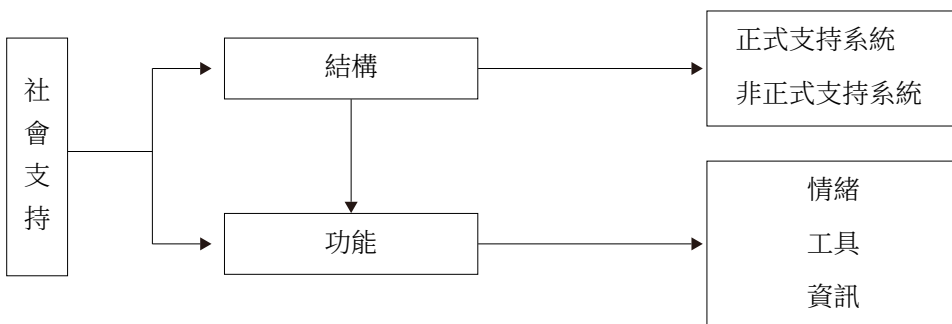 社會支持
結構
功能
正式支持系統
非正式支持系統
情緒
工具
資訊